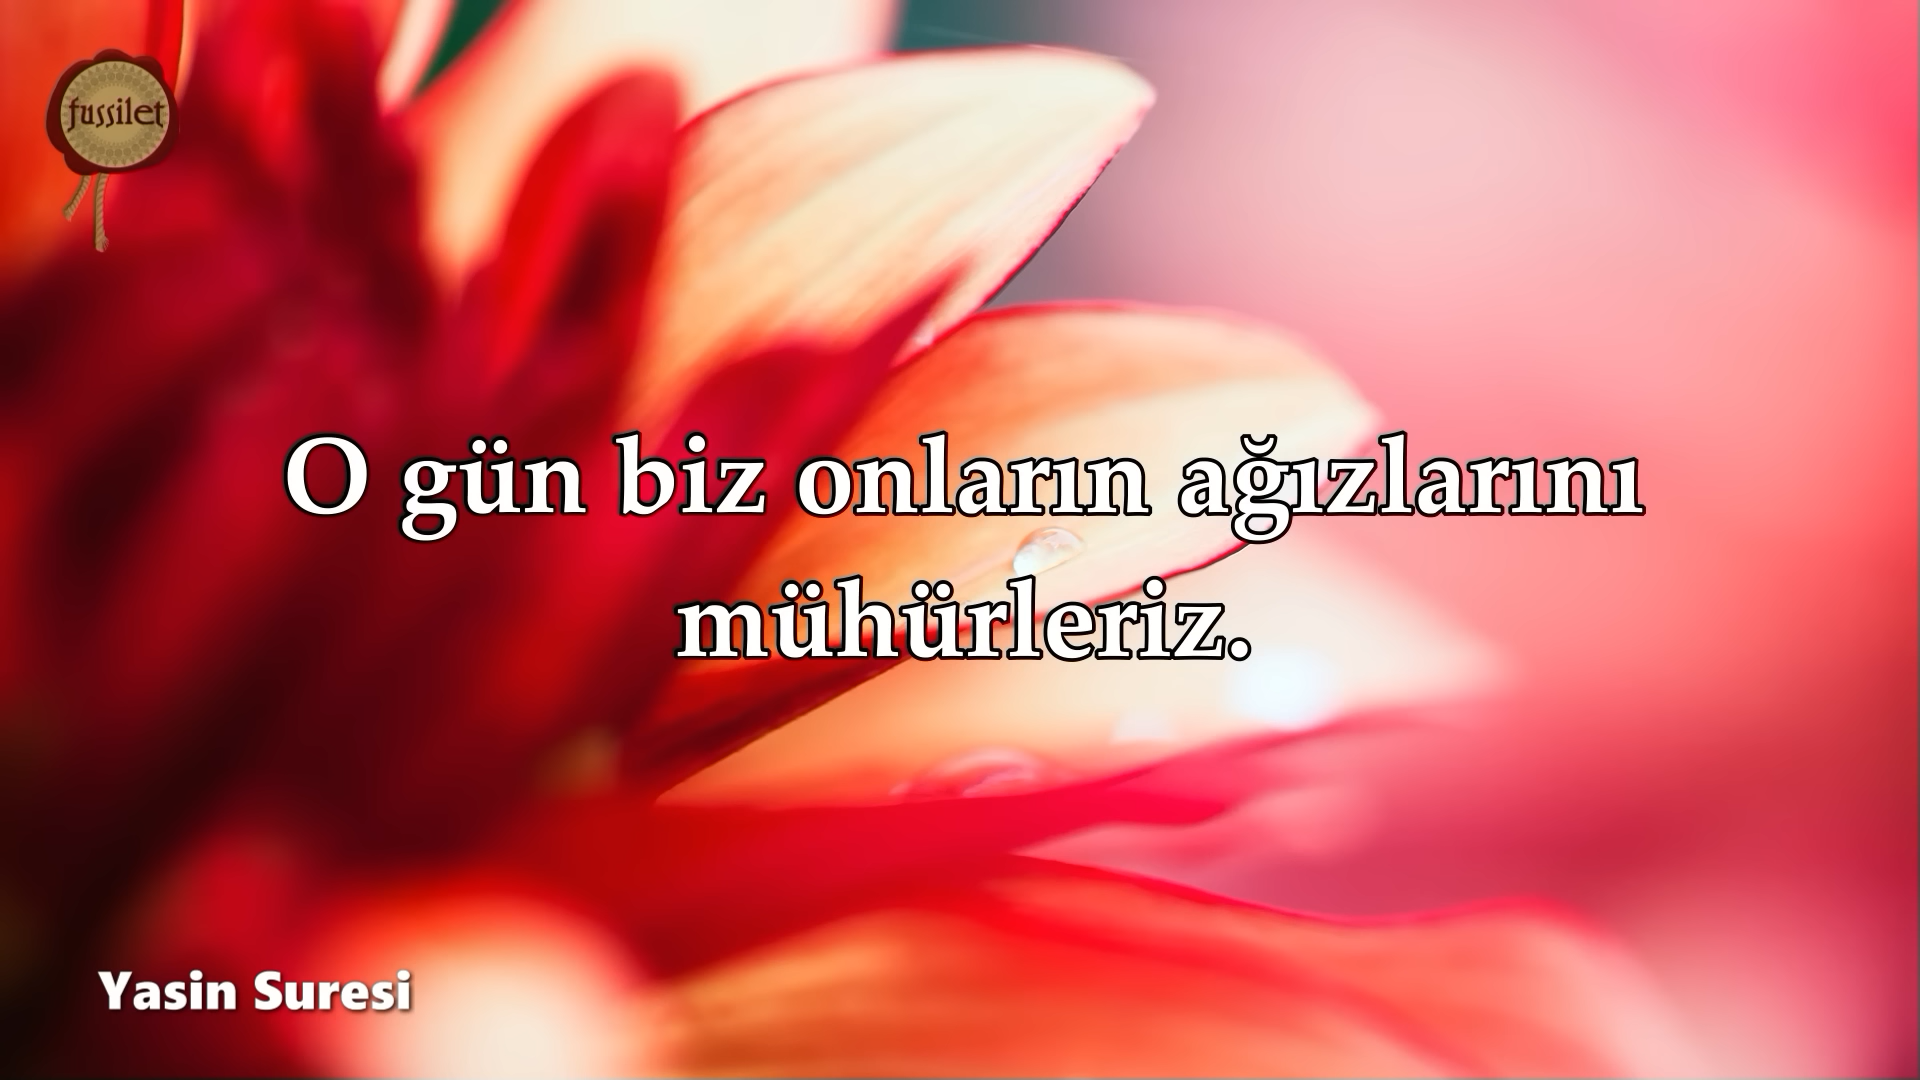 fussilet
O gün biz onların ağızlarını
mühürleriz.
Yasin Suresi